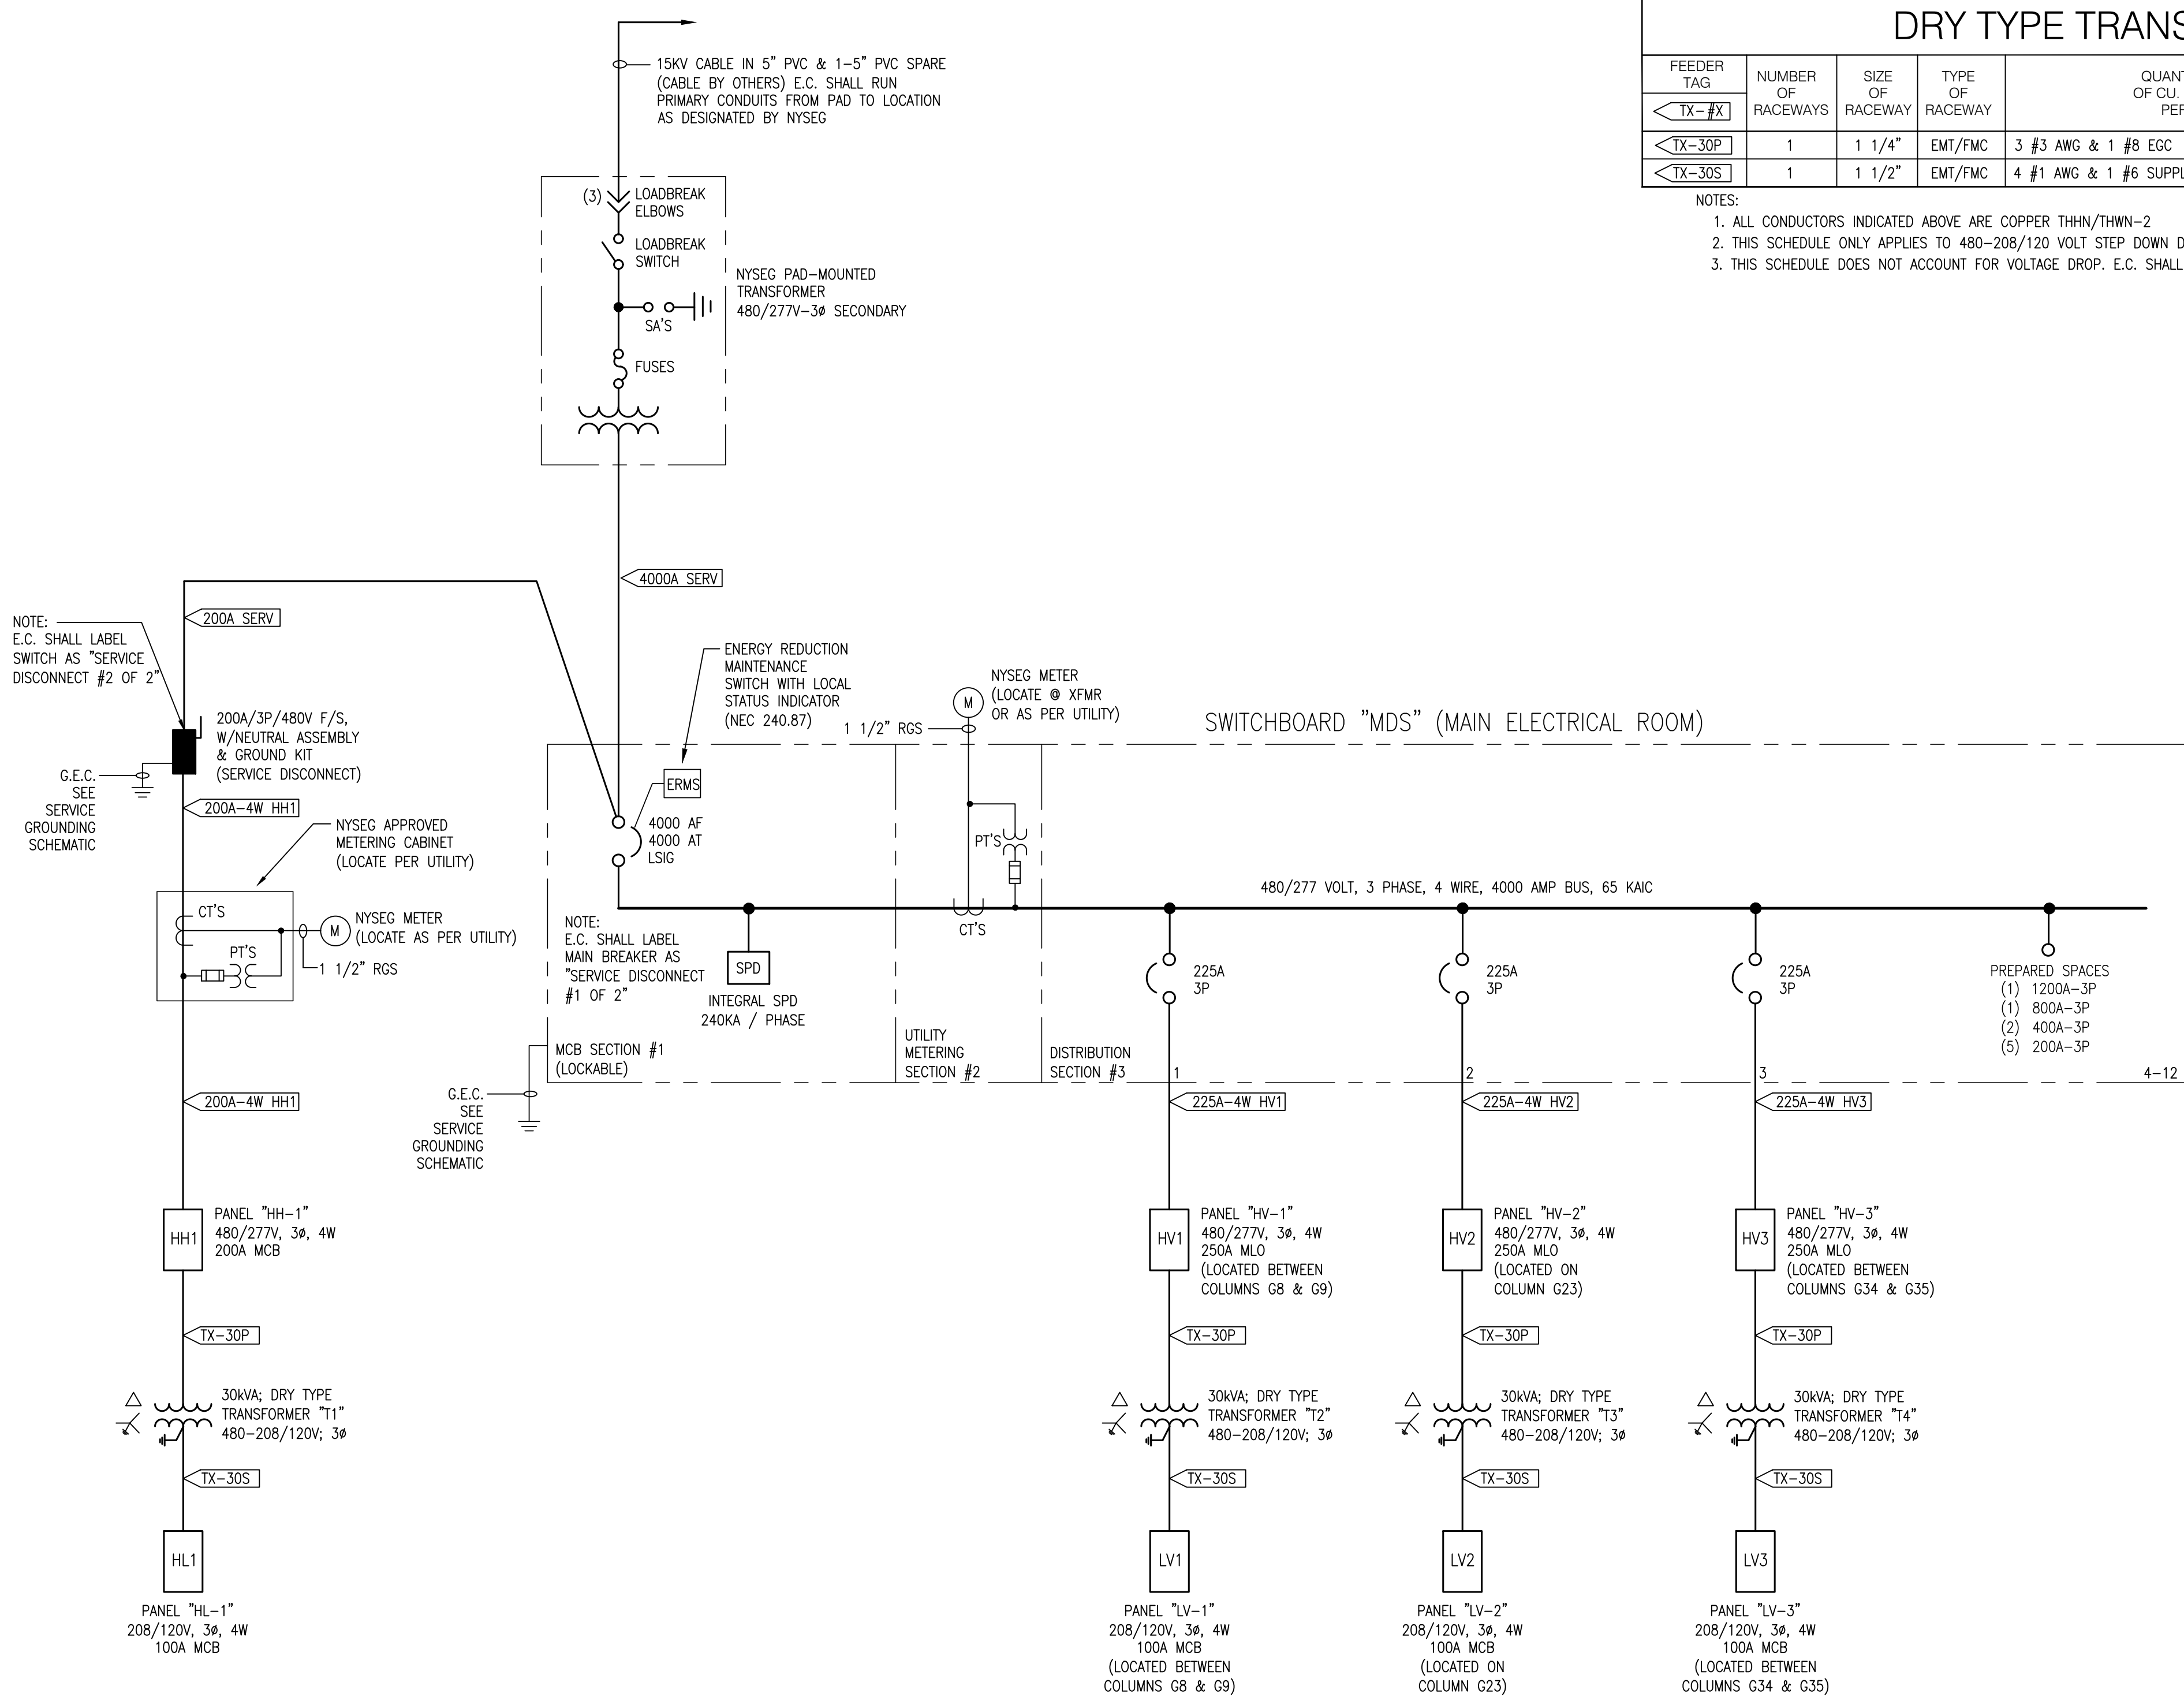 15KV CABLE IN 5" PVC & 1-5" PVC SPARE
(CABLE BY OTHERS) E.C. SHALL RUN
PRIMARY CONDUITS FROM PAD TO LOCATION
AS DESIGNATED BY NYSEG
DRY TYPE TRANS
FEEDER
TAG
TX-#X
NUMBER
OF
RACEWAYS
SIZE
OF
RACEWAY
TYPE
OF
RACEWAY
QUANT
OF CU.
PER
TX-30P 1 1 1/4" EMT/FMC 3 #3 AWG & 1 #8 EGC
TX-30S 1 1 1/2" EMT/FMC 4 #1 AWG & 1 #6 SUPPL
NOTES:
1. ALL CONDUCTORS INDICATED ABOVE ARE COPPER THHN/THWN-2
2. THIS SCHEDULE ONLY APPLIES TO 480-208/120 VOLT STEP DOWN D
3. THIS SCHEDULE DOES NOT ACCOUNT FOR VOLTAGE DROP. E.C. SHALL
(3)
LOADBREAK
ELBOWS
LOADBREAK
SWITCH
SA'S
FUSES
NYSEG PAD-MOUNTED
TRANSFORMER
480/277V-3ø SECONDARY
4000A SERV
200A SERV
NOTE:
E.C. SHALL LABEL
SWITCH AS "SERVICE
DISCONNECT #2 OF 2"
200A/3P/480V F/S,
W/NEUTRAL ASSEMBLY
& GROUND KIT
(SERVICE DISCONNECT)
G.E.C.
SEE
SERVICE
GROUNDING
SCHEMATIC
200A-4W HH1
NYSEG APPROVED
METERING CABINET
(LOCATE PER UTILITY)
CT'S
PT'S
M
NYSEG METER
(LOCATE AS PER UTILITY)
1 1/2" RGS
200A-4W HH1
ENERGY REDUCTION
MAINTENANCE
SWITCH WITH LOCAL
STATUS INDICATOR
(NEC 240.87)
ERMS
4000 AF
4000 AT
LSIG
M
NYSEG METER
(LOCATE @ XFMR
OR AS PER UTILITY)
1 1/2" RGS
SWITCHBOARD "MDS" (MAIN ELECTRICAL ROOM)
PT'S
CT'S
480/277 VOLT, 3 PHASE, 4 WIRE, 4000 AMP BUS, 65 KAIC
NOTE:
E.C. SHALL LABEL
MAIN BREAKER AS
"SERVICE DISCONNECT
#1 OF 2"
SPD
INTEGRAL SPD
240KA / PHASE
MCB SECTION #1
(LOCKABLE)
UTILITY
METERING
SECTION #2
DISTRIBUTION
SECTION #3
G.E.C.
SEE
SERVICE
GROUNDING
SCHEMATIC
225A
3P
225A
3P
225A
3P
PREPARED SPACES
(1) 1200A-3P
(1) 800A-3P
(2) 400A-3P
(5) 200A-3P
1
2
3
4-12
225A-4W HV1
225A-4W HV2
225A-4W HV3
HH1
PANEL "HH-1"
480/277V, 3ø, 4W
200A MCB
HV1
PANEL "HV-1"
480/277V, 3ø, 4W
250A MLO
(LOCATED BETWEEN
COLUMNS G8 & G9)
HV2
PANEL "HV-2"
480/277V, 3ø, 4W
250A MLO
(LOCATED ON
COLUMN G23)
HV3
PANEL "HV-3"
480/277V, 3ø, 4W
250A MLO
(LOCATED BETWEEN
COLUMNS G34 & G35)
TX-30P
TX-30P
TX-30P
TX-30P
30kVA; DRY TYPE
TRANSFORMER "T1"
480-208/120V; 3ø
30kVA; DRY TYPE
TRANSFORMER "T2"
480-208/120V; 3ø
30kVA; DRY TYPE
TRANSFORMER "T3"
480-208/120V; 3ø
30kVA; DRY TYPE
TRANSFORMER "T4"
480-208/120V; 3ø
TX-30S
TX-30S
TX-30S
TX-30S
HL1
PANEL "HL-1"
208/120V, 3ø, 4W
100A MCB
LV1
PANEL "LV-1"
208/120V, 3ø, 4W
100A MCB
(LOCATED BETWEEN
COLUMNS G8 & G9)
LV2
PANEL "LV-2"
208/120V, 3ø, 4W
100A MCB
(LOCATED ON
COLUMN G23)
LV3
PANEL "LV-3"
208/120V, 3ø, 4W
100A MCB
(LOCATED BETWEEN
COLUMNS G34 & G35)